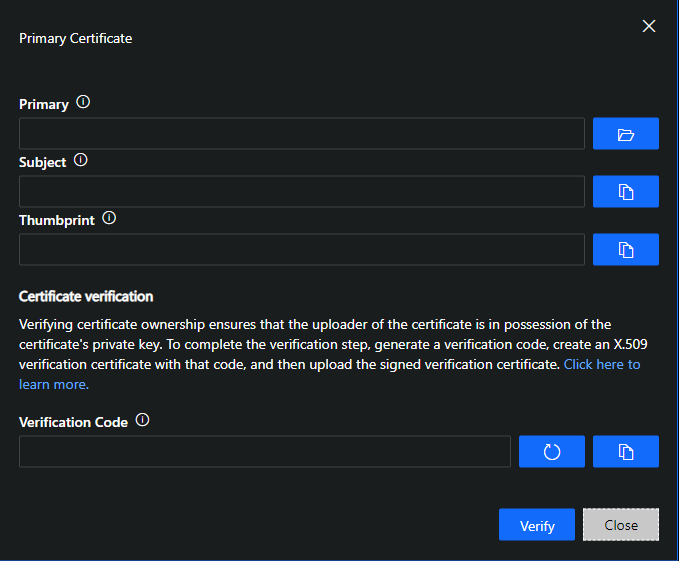 Primary Certificate
Primary
Subject
Thumbprint
Certificate verification
Verifying certificate ownership ensures that the uploader of the certificate is in possession of the
certificate's private key. To complete the verification step, generate a verification code, create an X.509
verification certificate with that code, and then upload the signed verification certificate. Click here to
learn more.
Verification Code
Verify
Close